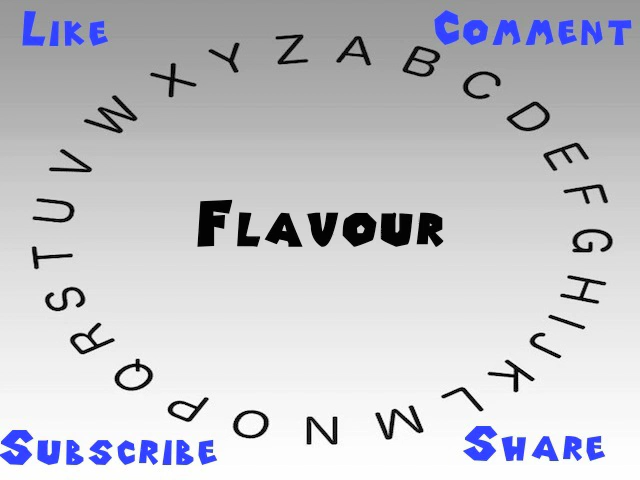 Like
Comment
A B C D E F G H I J K L M N O P Q R S T U V W X Y Z
Flavour
Subscribe
Share